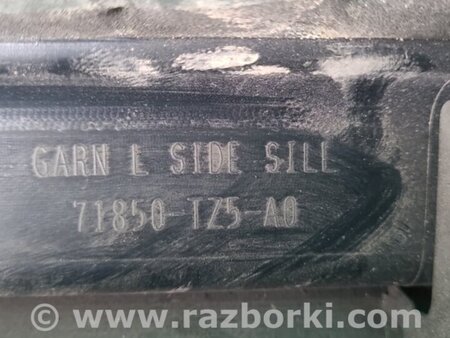 GARN L SIDE SILL
71850-TZ5-A0
© www.razborki.com